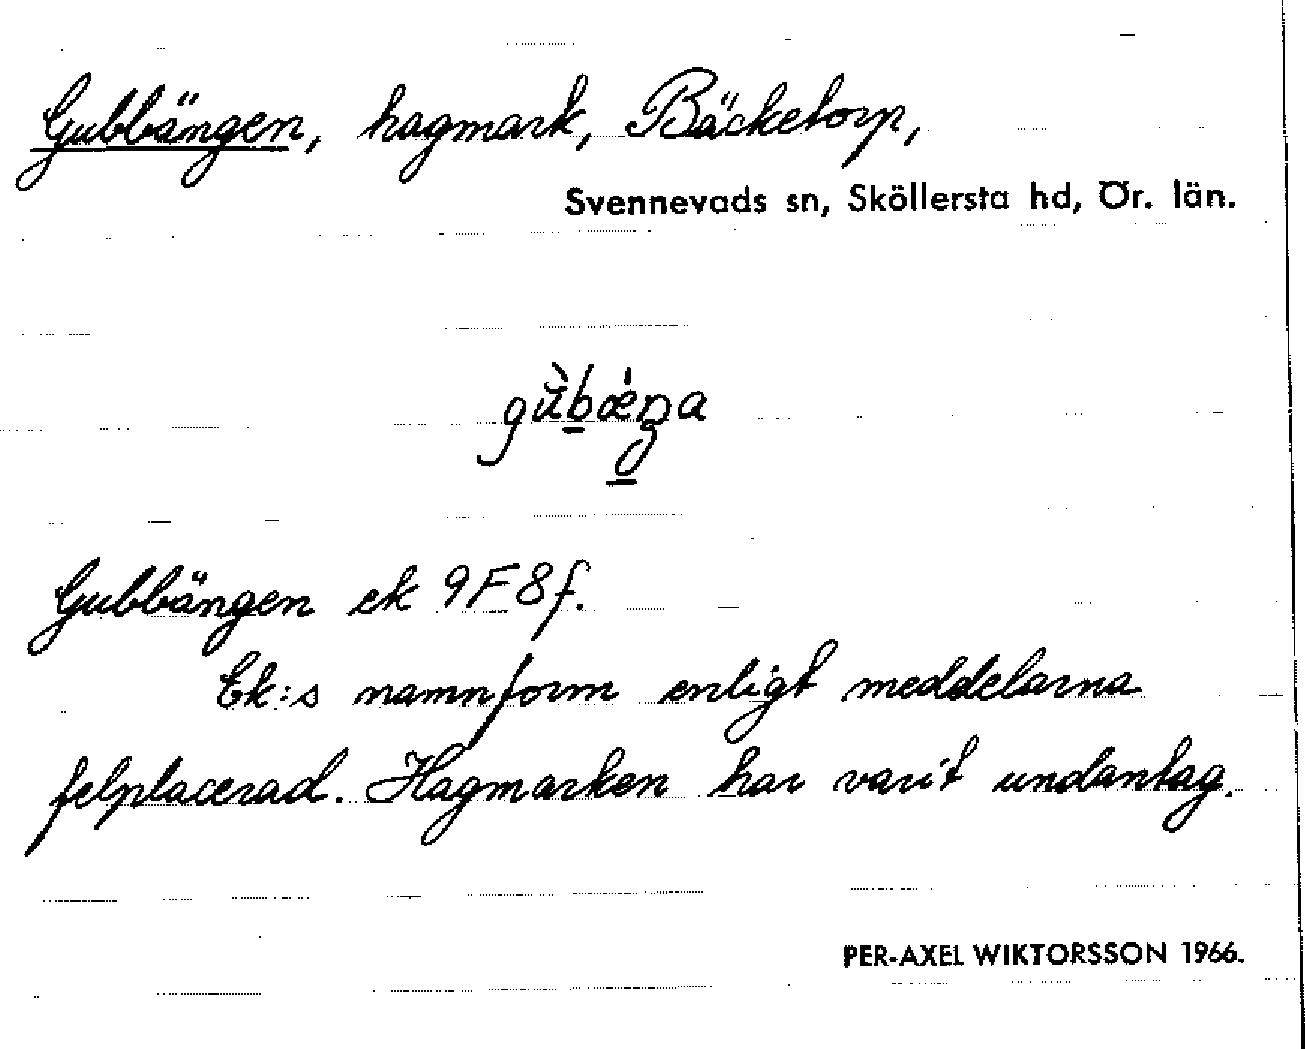 Gubbängen, hagmark, Bäcketorp,
Svennevads sn, Sköllersta hd, Ör. län.
gùbǽŋa
Gubbängen ek 9F8f.
Ek:s namnform enligt meddelarna
felplacerad. Hagmarken har varit undantag.
PER-AXEL WIKTORSSON 1966.